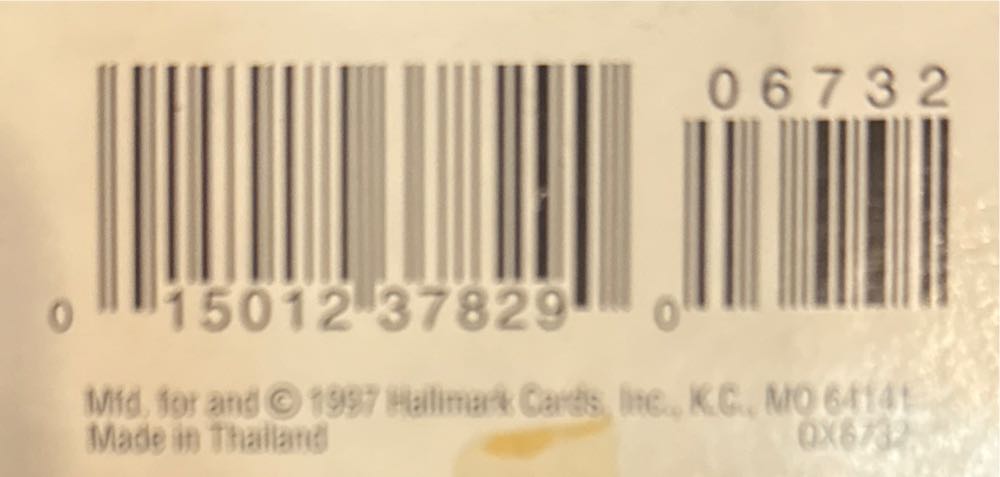 06732
0 15012 37829 0
Mfd. for and © 1997 Hallmark Cards, Inc., K.C., MO 64141
Made in Thailand
QX6732